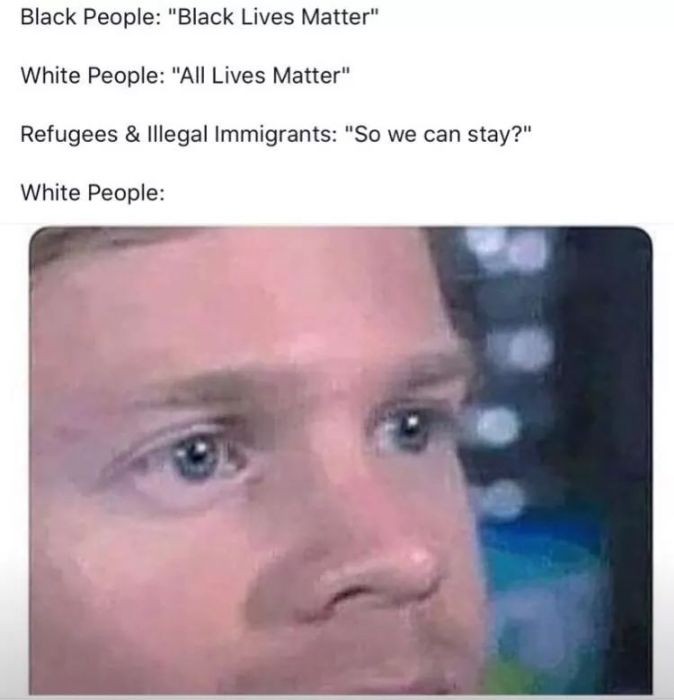 Black People: "Black Lives Matter"
White People: "All Lives Matter"
Refugees & Illegal Immigrants: "So we can stay?"
White People: